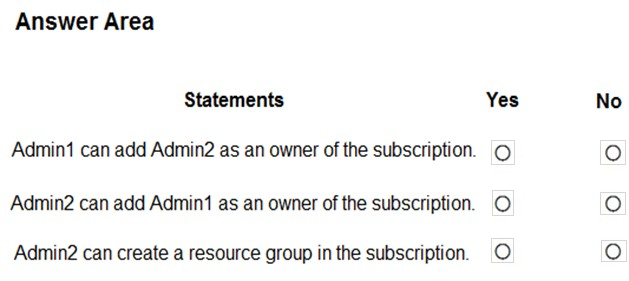 Answer Area
Statements Yes No
Admin1 can add Admin2 as an owner of the subscription.
Admin2 can add Admin1 as an owner of the subscription.
Admin2 can create a resource group in the subscription.